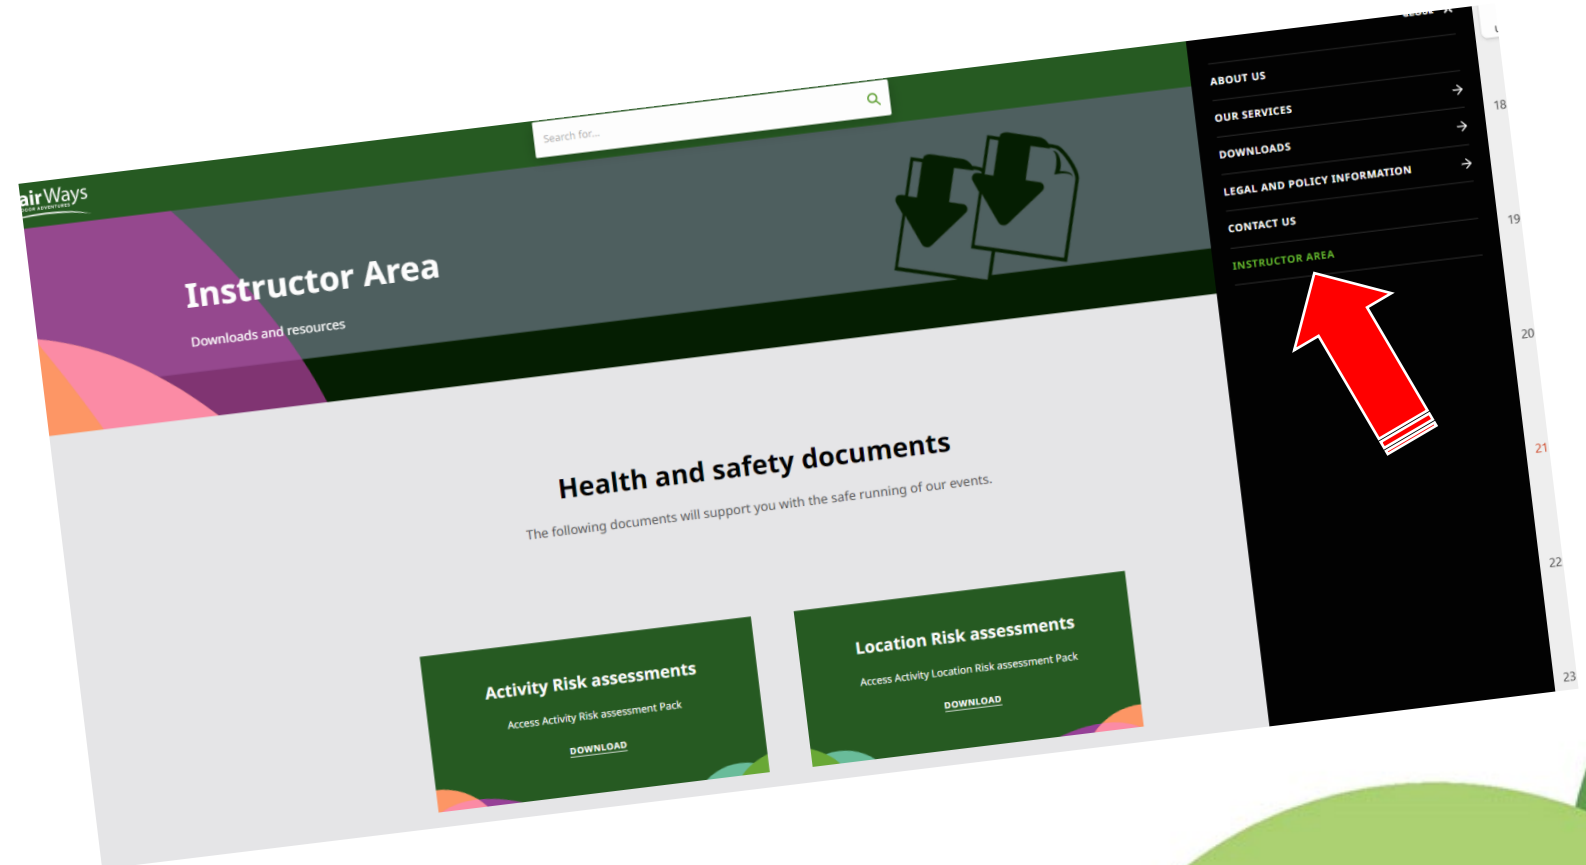 Search for...
airWays
Instructor Area
Downloads and resources
Health and safety documents
The following documents will support you with the safe running of our events.
Activity Risk assessments
Access Activity Risk assessment Pack
DOWNLOAD
Location Risk assessments
Access Activity Location Risk assessment Pack
DOWNLOAD
ABOUT US
OUR SERVICES
DOWNLOADS
LEGAL AND POLICY INFORMATION
CONTACT US
INSTRUCTOR AREA
18
19
20
21
22
23